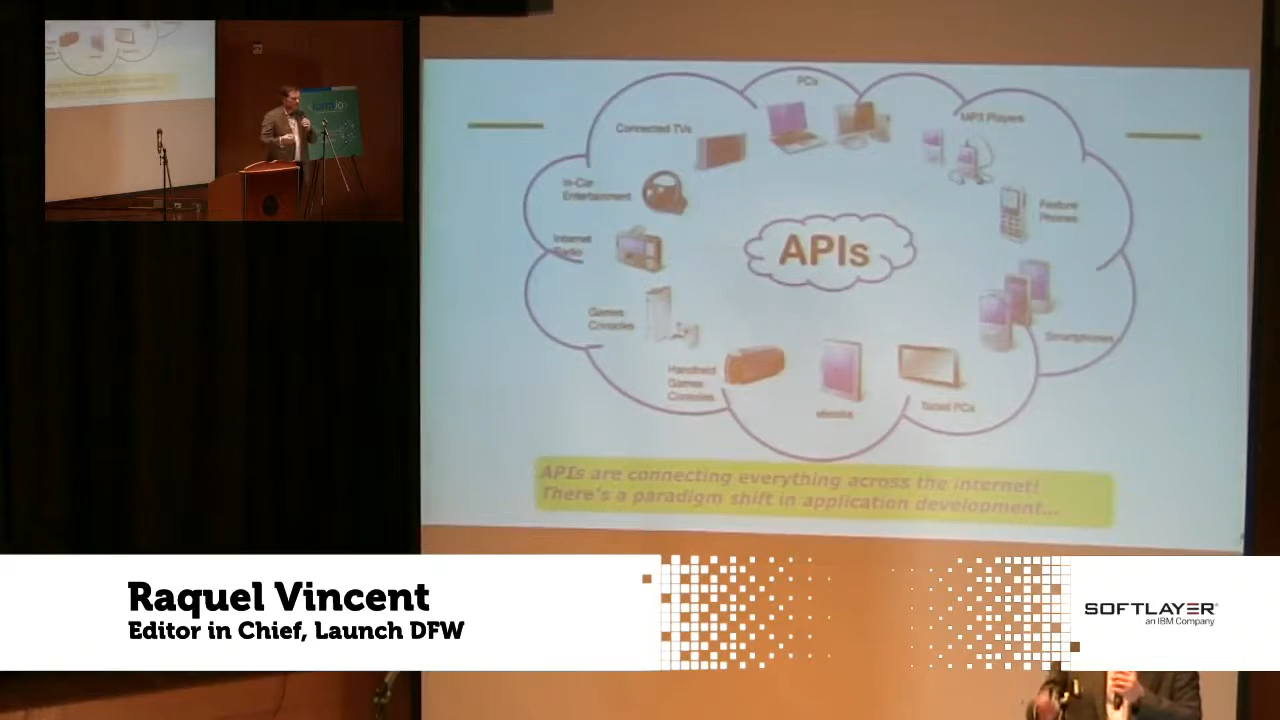 PCs
Connected TVs
MP3 Players
In-Car
Entertainment
Feature
Phones
APIs
Internet
Radio
Games
Consoles
Smartphones
Handheld
Games
Consoles
ebooks
Tablet PCs
APIs are connecting everything across the internet!
There's a paradigm shift in application development...
Raquel Vincent
Editor in Chief, Launch DFW
SOFTLAYER
an IBM Company